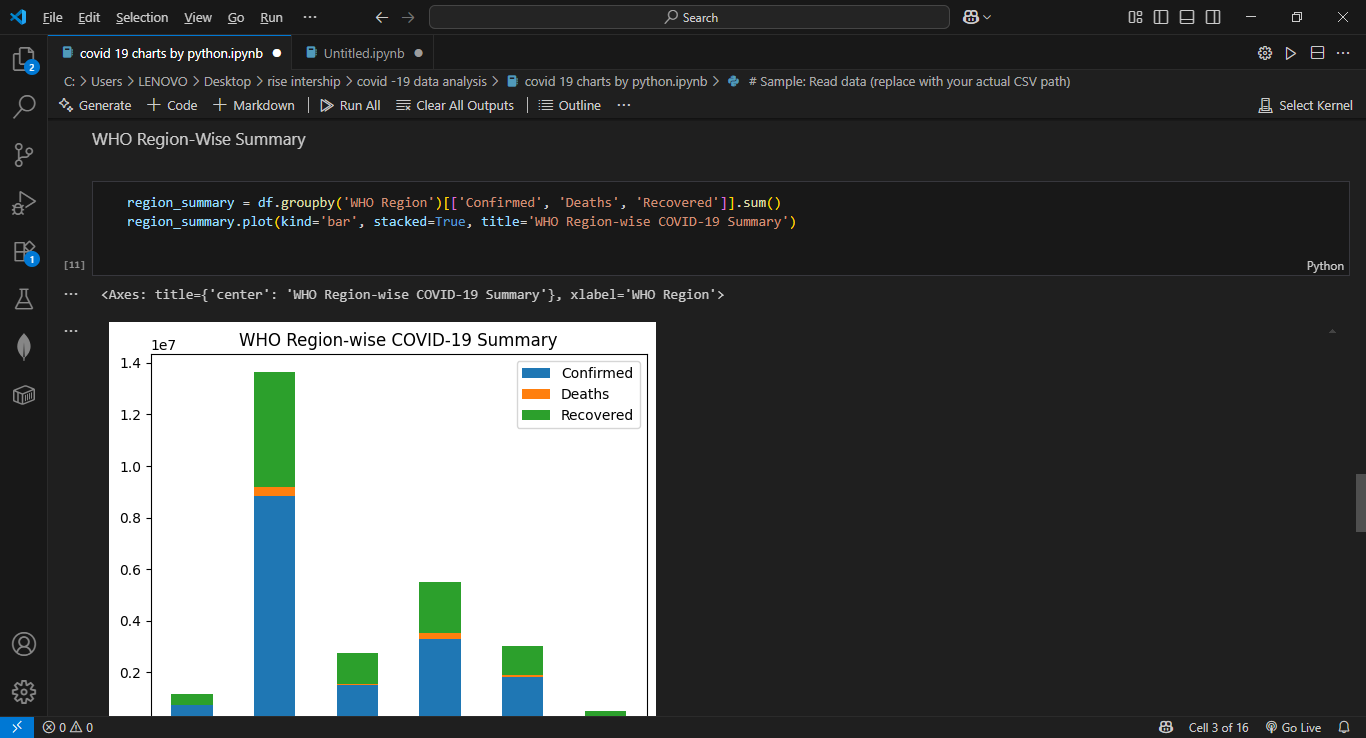 File Edit Selection View Go Run ··· Search
covid 19 charts by python.ipynb Untitled.ipynb
C: > Users > LENOVO > Desktop > rise intership > covid -19 data analysis > covid 19 charts by python.ipynb > # Sample: Read data (replace with your actual CSV path)
Generate + Code + Markdown | Run All Clear All Outputs | Outline ··· Select Kernel
2
WHO Region-Wise Summary
region_summary = df.groupby('WHO Region')[['Confirmed', 'Deaths', 'Recovered']].sum()
region_summary.plot(kind='bar', stacked=True, title='WHO Region-wise COVID-19 Summary')
1
[11] Python
··· <Axes: title={'center': 'WHO Region-wise COVID-19 Summary'}, xlabel='WHO Region'>
···
WHO Region-wise COVID-19 Summary
1e7
1.4
Confirmed
Deaths
Recovered
1.2
1.0
0.8
0.6
0.4
0.2
0 0 Cell 3 of 16 Go Live